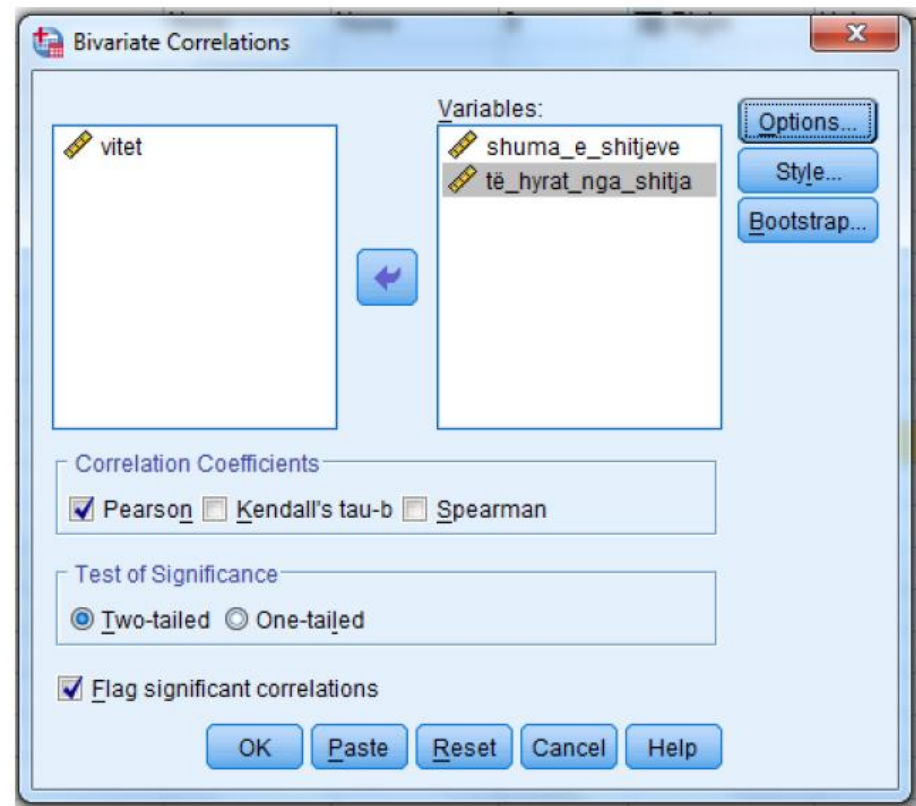 Bivariate Correlations
Variables:
vitet
shuma_e_shitjeve
të_hyrat_nga_shitja
Options...
Style...
Bootstrap...
Correlation Coefficients
Pearson Kendall's tau-b Spearman
Test of Significance
Two-tailed One-tailed
Flag significant correlations
OK Paste Reset Cancel Help